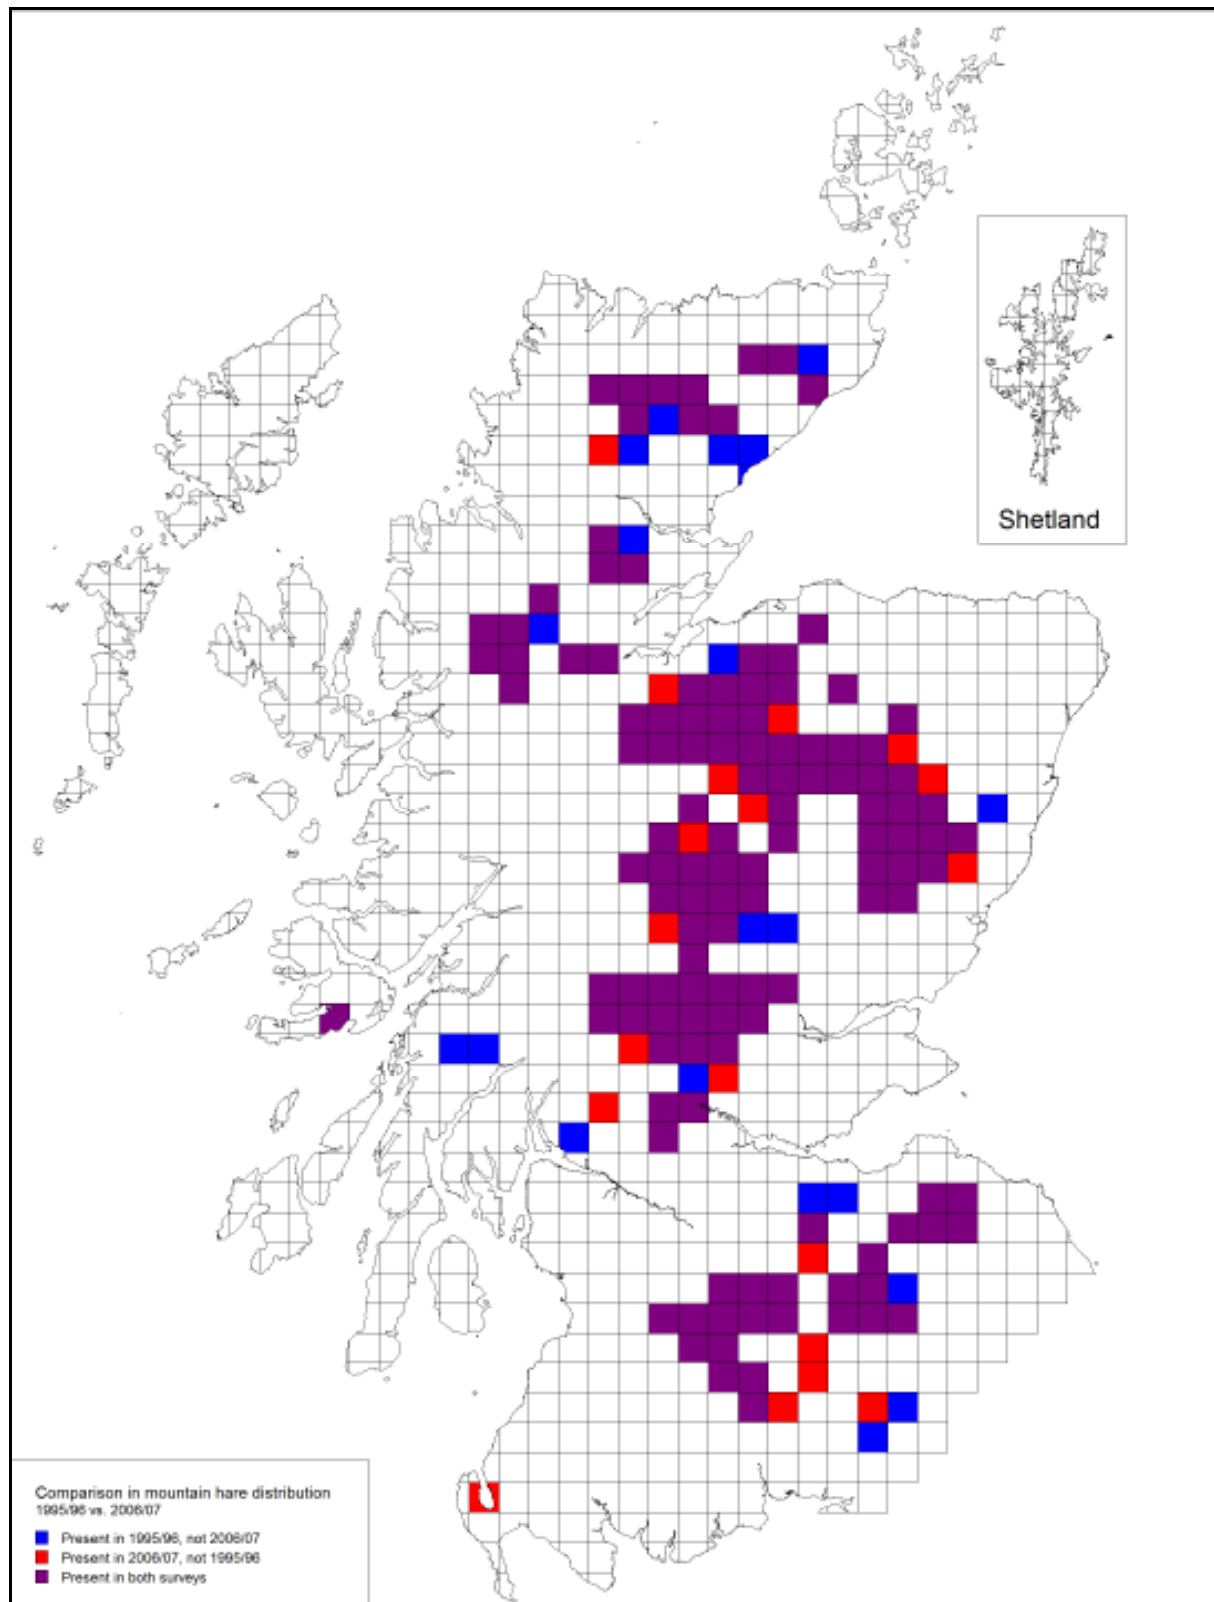 Shetland
Comparison in mountain hare distribution
1995/96 vs. 2006/07
Present in 1995/96, not 2006/07
Present in 2006/07, not 1995/96
Present in both surveys